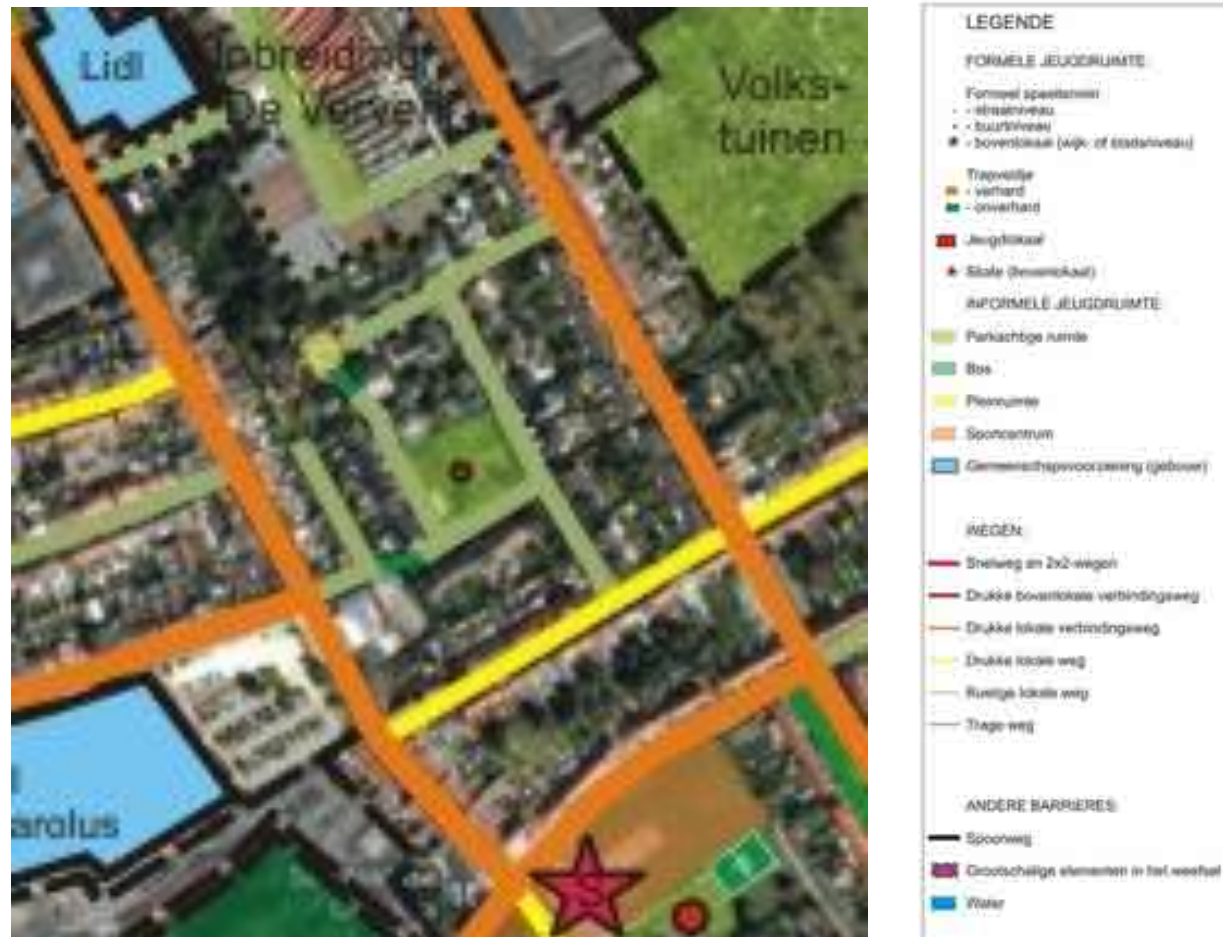 Lidl
Inbreiding
De Ververij
Volks-
tuinen
arolus
S
LEGENDE
FORMELE JEUGDRUIMTE:
Formeel speelterrein
- straatniveau
- buurtniveau
- bovenlokaal (wijk- of stadsniveau)
Trapveldje
- verhard
- onverhard
Jeugdlokaal
Skate (bovenlokaal)
INFORMELE JEUGDRUIMTE:
Parkachtige ruimte
Bos
Pleinruimte
Sportcentrum
Gemeenschapsvoorziening (gebouw)
WEGEN:
Snelweg en 2x2-wegen
Drukke bovenlokale verbindingsweg
Drukke lokale verbindingsweg
Drukke lokale weg
Rustige lokale weg
Trage weg
ANDERE BARRIERES:
Spoorweg
Grootschalige elementen in het weefsel
Water